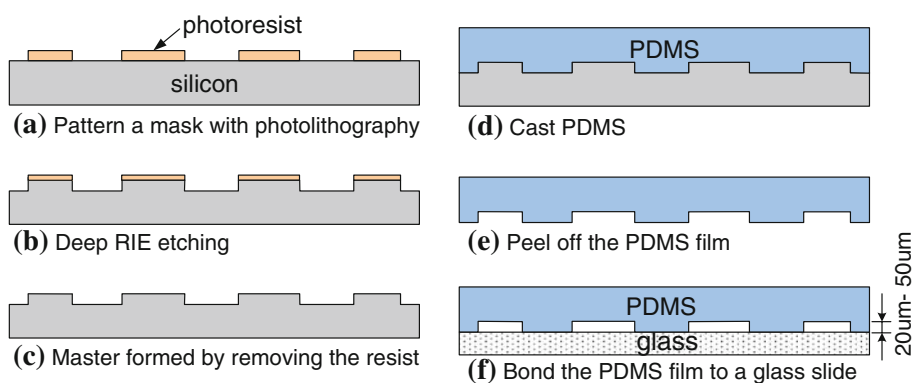 photoresist
silicon
(a) Pattern a mask with photolithography
(b) Deep RIE etching
(c) Master formed by removing the resist
PDMS
(d) Cast PDMS
(e) Peel off the PDMS film
PDMS
glass
(f) Bond the PDMS film to a glass slide
20um- 50um